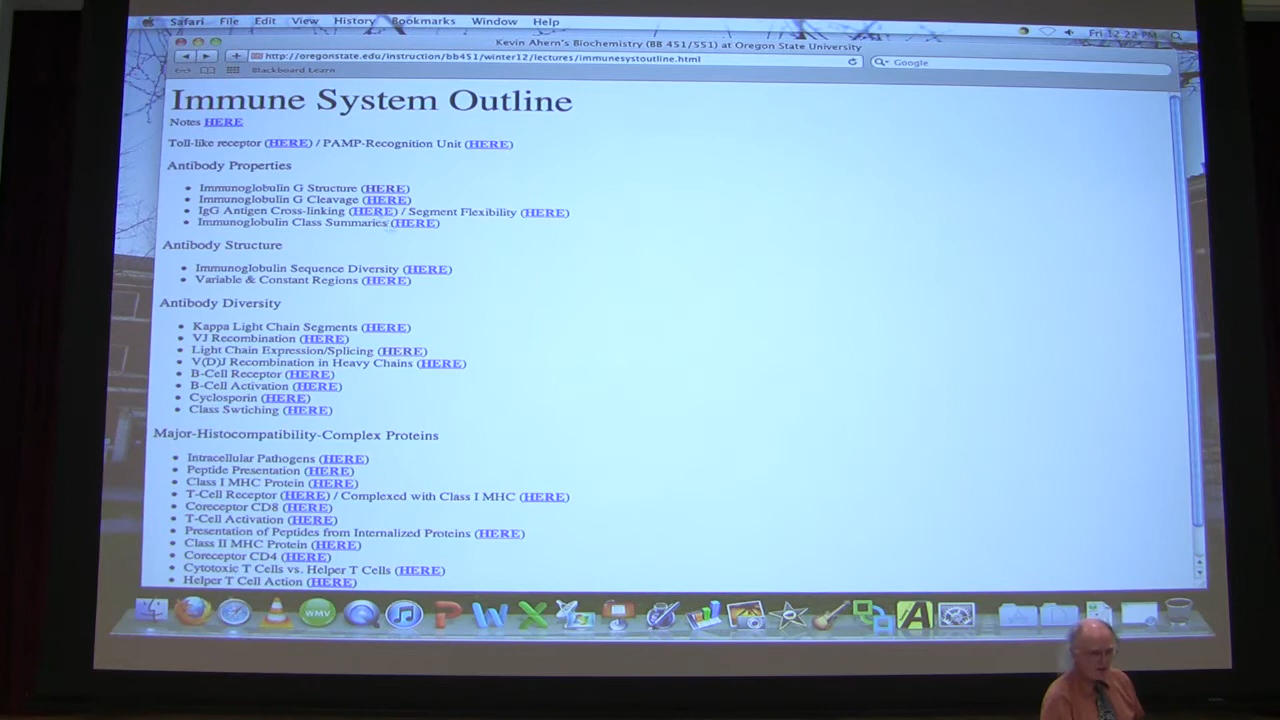 Safari File Edit View History Bookmarks Window Help Fri 12:22 PM
Kevin Ahern's Biochemistry (BB 451/551) at Oregon State University
http://oregonstate.edu/instruction/bb451/winter12/lectures/immunesystoutline.html Google
Blackboard Learn
Immune System Outline
Notes HERE
Toll-like receptor (HERE) / PAMP-Recognition Unit (HERE)
Antibody Properties
• Immunoglobulin G Structure (HERE)
• Immunoglobulin G Cleavage (HERE)
• IgG Antigen Cross-linking (HERE) / Segment Flexibility (HERE)
• Immunoglobulin Class Summaries (HERE)
Antibody Structure
• Immunoglobulin Sequence Diversity (HERE)
• Variable & Constant Regions (HERE)
Antibody Diversity
• Kappa Light Chain Segments (HERE)
• VJ Recombination (HERE)
• Light Chain Expression/Splicing (HERE)
• V(D)J Recombination in Heavy Chains (HERE)
• B-Cell Receptor (HERE)
• B-Cell Activation (HERE)
• Cyclosporin (HERE)
• Class Swtiching (HERE)
Major-Histocompatibility-Complex Proteins
• Intracellular Pathogens (HERE)
• Peptide Presentation (HERE)
• Class I MHC Protein (HERE)
• T-Cell Receptor (HERE) / Complexed with Class I MHC (HERE)
• Coreceptor CD8 (HERE)
• T-Cell Activation (HERE)
• Presentation of Peptides from Internalized Proteins (HERE)
• Class II MHC Protein (HERE)
• Coreceptor CD4 (HERE)
• Cytotoxic T Cells vs. Helper T Cells (HERE)
• Helper T Cell Action (HERE)
WMV